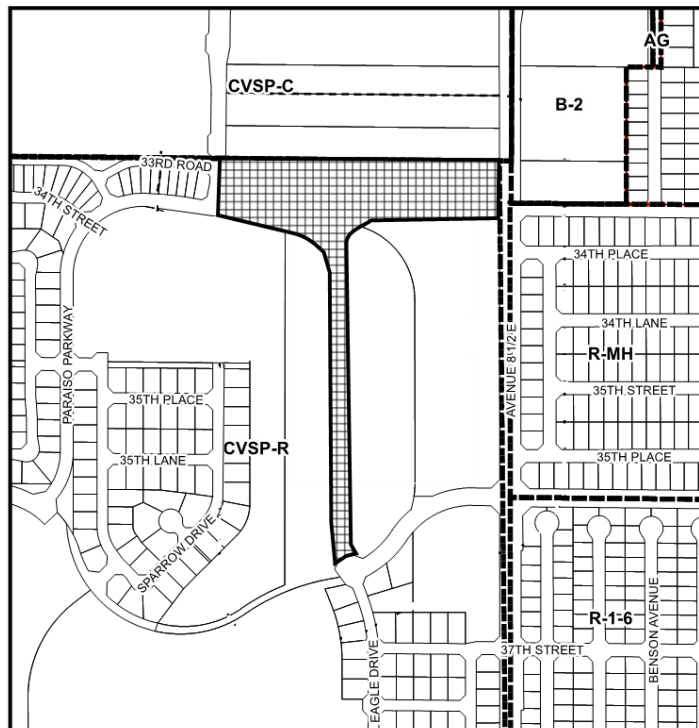 AG
CVSP-C
B-2
33RD ROAD
34TH STREET
34TH PLACE
PARAISO PARKWAY
AVENUE 8 1/2 E
34TH LANE
R-MH
35TH STREET
35TH PLACE
CVSP-R
35TH LANE
35TH PLACE
SPARROW DRIVE
R-1-6
BENSON AVENUE
37TH STREET
EAGLE DRIVE